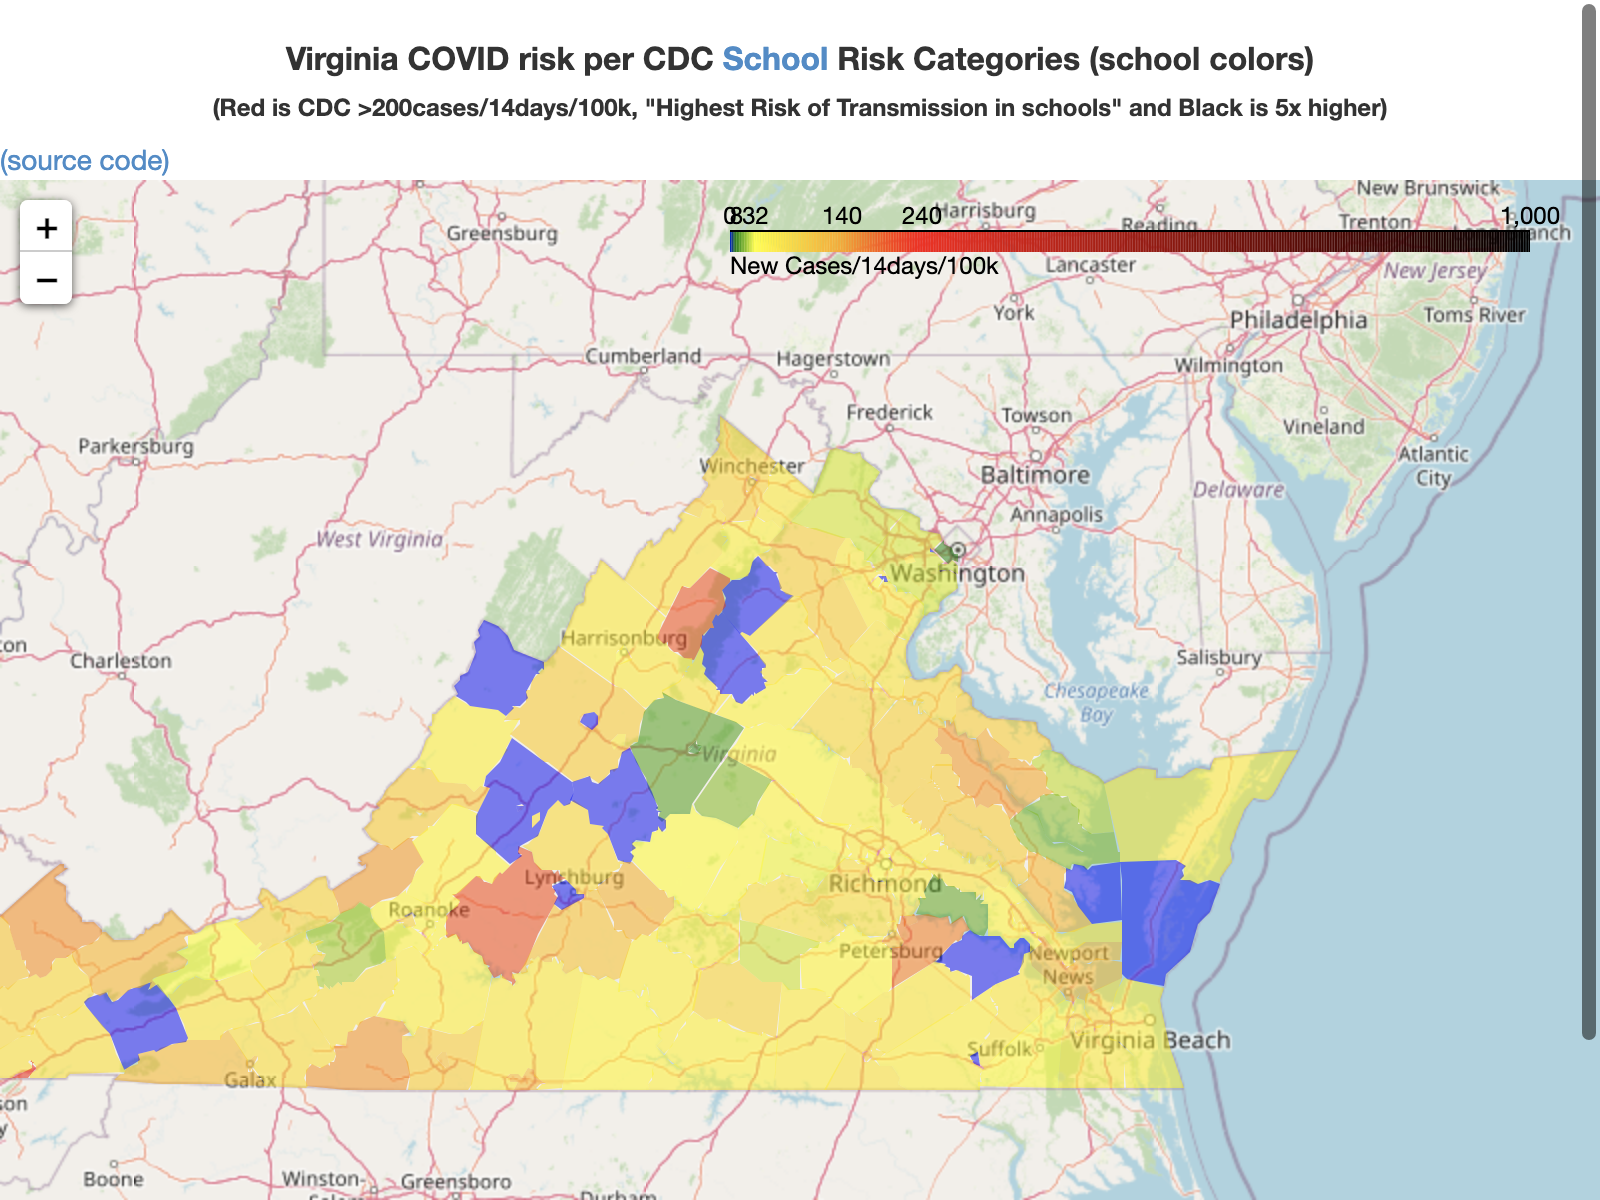 Virginia COVID risk per CDC School Risk Categories (school colors)
(Red is CDC >200cases/14days/100k, "Highest Risk of Transmission in schools" and Black is 5x higher)
(source code)
+
−
0 8 32 140 240 1,000
New Cases/14days/100k
New Brunswick
Harrisburg
Reading
Trenton
Long Branch
Greensburg
Lancaster
New Jersey
York
Philadelphia
Toms River
Cumberland
Hagerstown
Wilmington
Frederick
Towson
Vineland
Parkersburg
Winchester
Baltimore
Atlantic
City
Delaware
Annapolis
West Virginia
Washington
Harrisonburg
ton
Charleston
Salisbury
Chesapeake
Bay
Virginia
Lynchburg
Richmond
Roanoke
Petersburg
Newport
News
Suffolk
Virginia Beach
Galax
son
y
Boone
Winston-
Salem
Greensboro
Durham